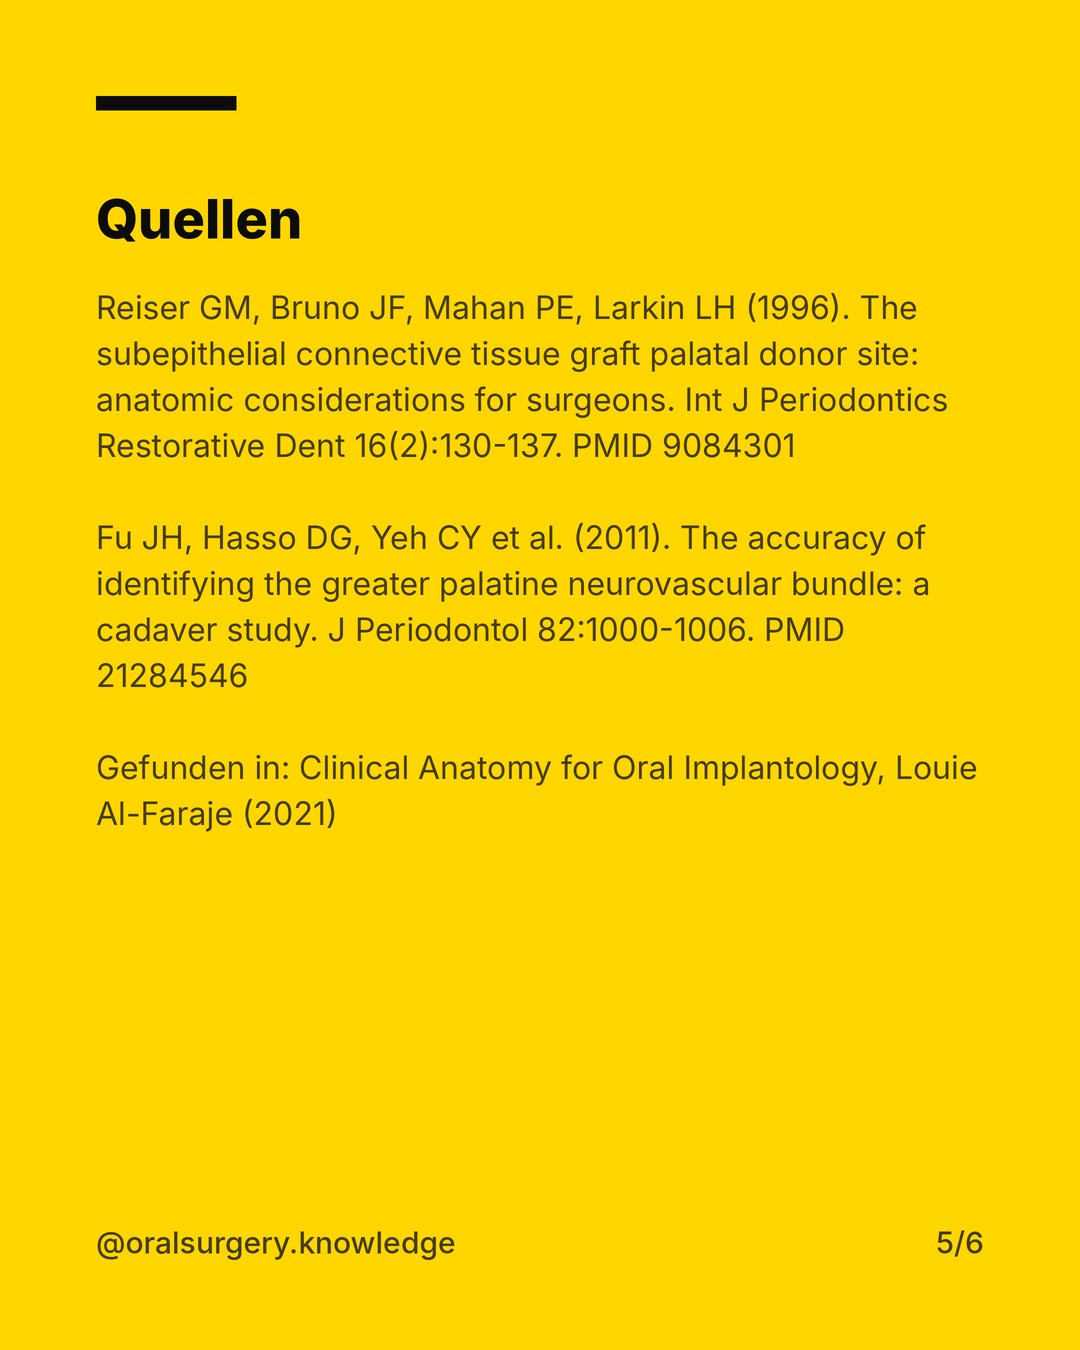 Quellen
Reiser GM, Bruno JF, Mahan PE, Larkin LH (1996). The
subepithelial connective tissue graft palatal donor site:
anatomic considerations for surgeons. Int J Periodontics
Restorative Dent 16(2):130-137. PMID 9084301
Fu JH, Hasso DG, Yeh CY et al. (2011). The accuracy of
identifying the greater palatine neurovascular bundle: a
cadaver study. J Periodontol 82:1000-1006. PMID
21284546
Gefunden in: Clinical Anatomy for Oral Implantology, Louie
Al-Faraje (2021)
@oralsurgery.knowledge
5/6